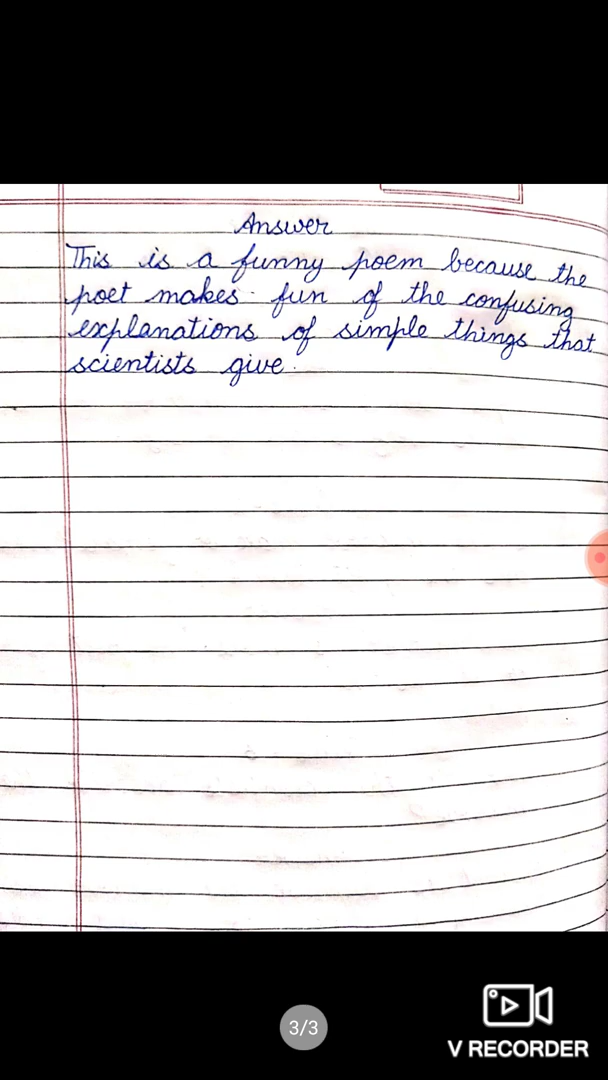 Answer
This is a funny poem because the
poet makes fun of the confusing
explanations of simple things that
scientists give.
3/3
V RECORDER